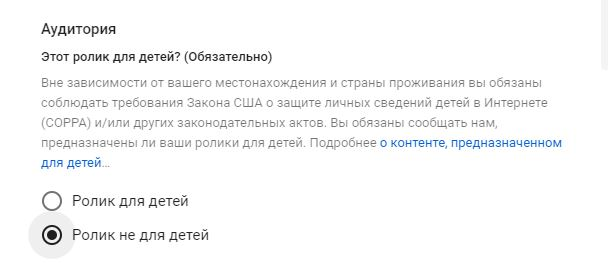 Аудитория
Этот ролик для детей? (Обязательно)
Вне зависимости от вашего местонахождения и страны проживания вы обязаны
соблюдать требования Закона США о защите личных сведений детей в Интернете
(COPPA) и/или других законодательных актов. Вы обязаны сообщать нам,
предназначены ли ваши ролики для детей. Подробнее о контенте, предназначенном
для детей…
Ролик для детей
Ролик не для детей